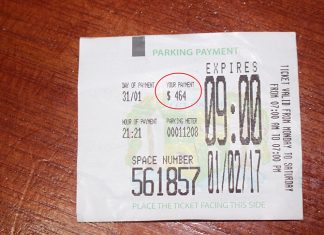 PARKING PAYMENT
DAY OF PAYMENT
31/01
YOUR PAYMENT
$ 464
HOUR OF PAYMENT
21:21
PARKING METER
00011208
SPACE NUMBER
561857
EXPIRES
09:00
01/02/17
PLACE THE TICKET FACING THIS SIDE
TICKET VALID FROM MONDAY TO SATURDAY
FROM 07:00 AM TO 07:00 PM